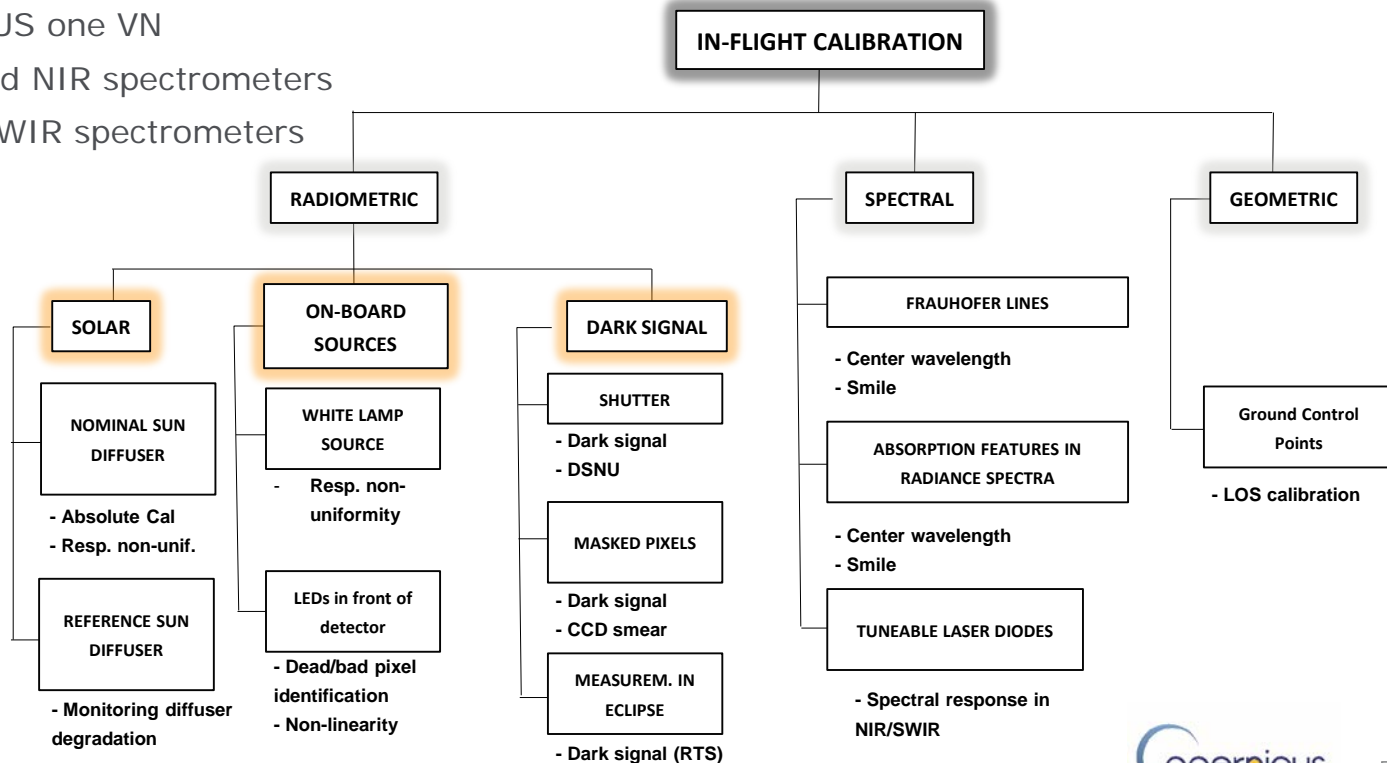 US one VN
d NIR spectrometers
WIR spectrometers
IN-FLIGHT CALIBRATION
RADIOMETRIC
SPECTRAL
GEOMETRIC
SOLAR
ON-BOARD
SOURCES
DARK SIGNAL
NOMINAL SUN
DIFFUSER
- Absolute Cal
- Resp. non-unif.
REFERENCE SUN
DIFFUSER
- Monitoring diffuser
degradation
WHITE LAMP
SOURCE
- Resp. non-
uniformity
LEDs in front of
detector
- Dead/bad pixel
identification
- Non-linearity
SHUTTER
- Dark signal
- DSNU
MASKED PIXELS
- Dark signal
- CCD smear
MEASUREM. IN
ECLIPSE
- Dark signal (RTS)
FRAUHOFER LINES
- Center wavelength
- Smile
ABSORPTION FEATURES IN
RADIANCE SPECTRA
- Center wavelength
- Smile
TUNEABLE LASER DIODES
- Spectral response in
NIR/SWIR
Ground Control
Points
- LOS calibration